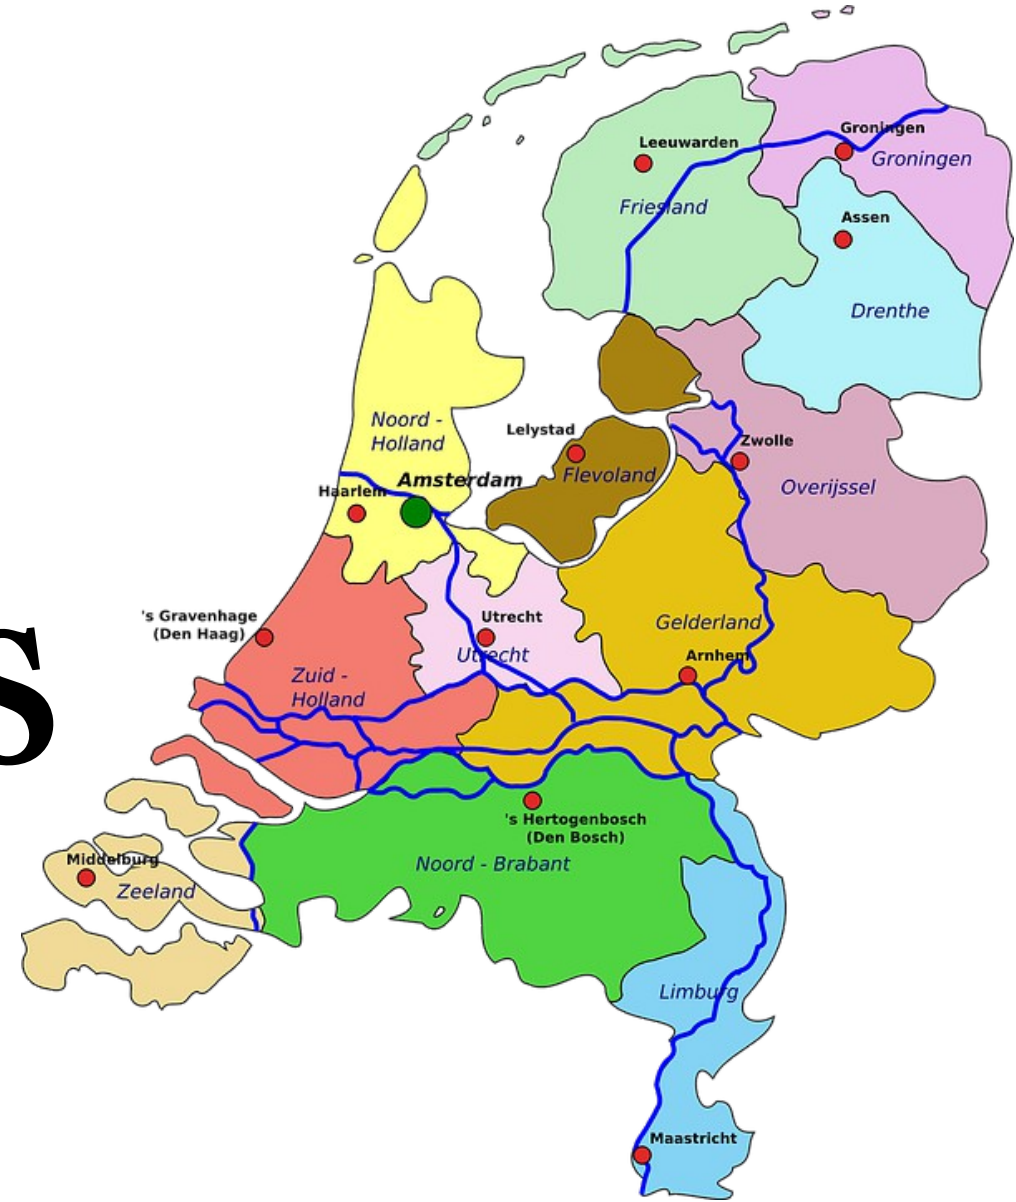 Groningen
Leeuwarden
Groningen
Friesland
Assen
Drenthe
Noord -
Holland
Lelystad
Zwolle
Flevoland
Amsterdam
Overijssel
Haarlem
's Gravenhage
(Den Haag)
Utrecht
Gelderland
Utrecht
Arnhem
Zuid -
Holland
s
's Hertogenbosch
(Den Bosch)
Middelburg
Noord - Brabant
Zeeland
Limburg
Maastricht